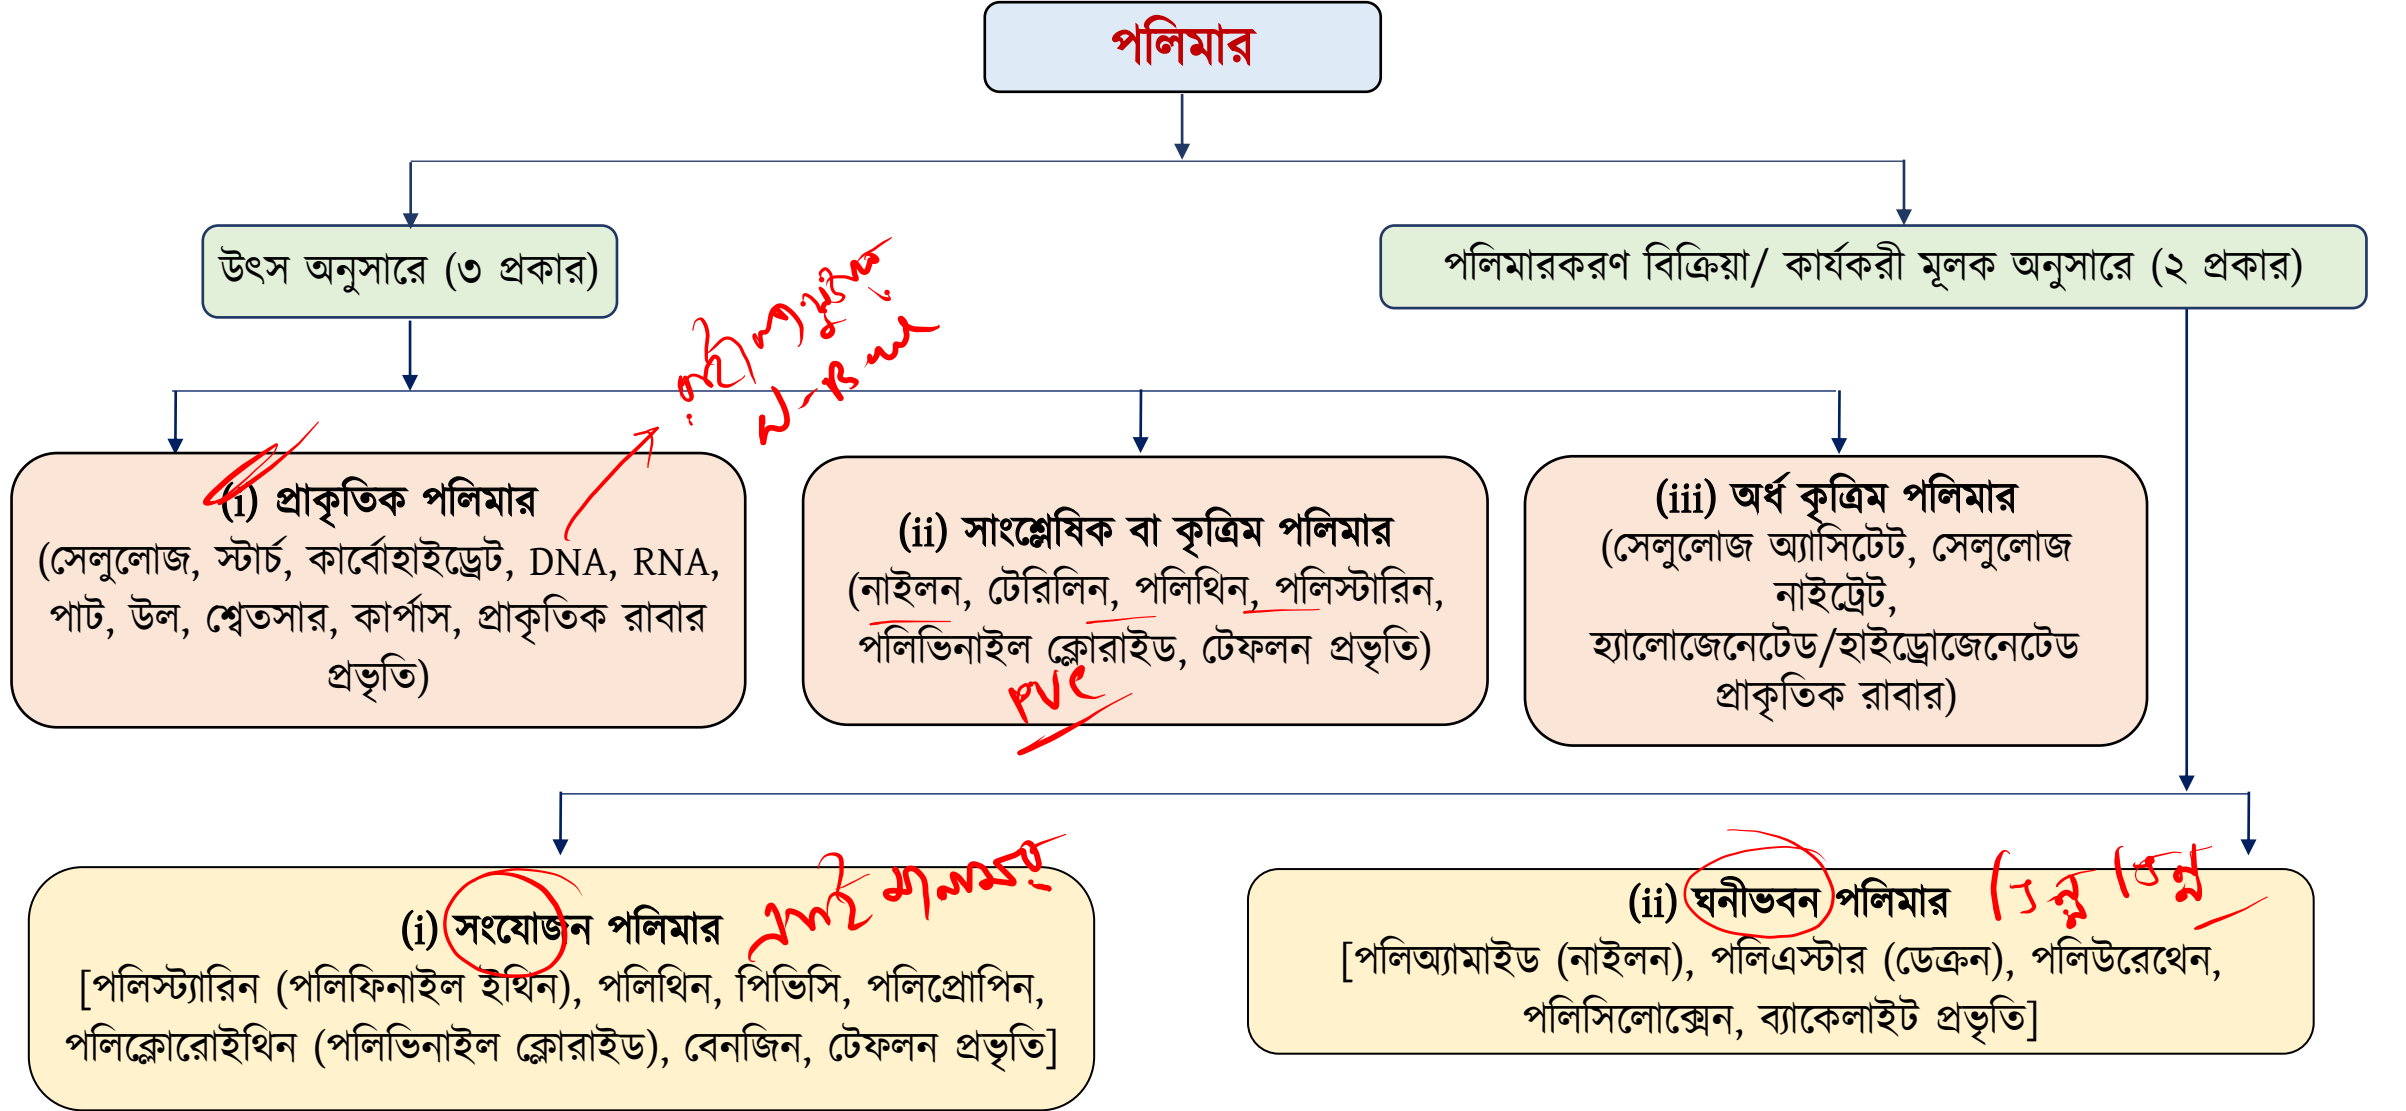 পলিমার
উৎস অনুসারে (৩ প্রকার)
পলিমারকরণ বিক্রিয়া/ কার্যকরী মূলক অনুসারে (২ প্রকার)
(i) প্রাকৃতিক পলিমার
(সেলুলোজ, স্টার্চ, কার্বোহাইড্রেট, DNA, RNA,
পাট, উল, শ্বেতসার, কার্পাস, প্রাকৃতিক রাবার
প্রভৃতি)
(ii) সাংশ্লেষিক বা কৃত্রিম পলিমার
(নাইলন, টেরিলিন, পলিথিন, পলিস্টারিন,
পলিভিনাইল ক্লোরাইড, টেফলন প্রভৃতি)
PVC
(iii) অর্ধ কৃত্রিম পলিমার
(সেলুলোজ অ্যাসিটেট, সেলুলোজ
নাইট্রেট,
হ্যালোজেনেটেড/হাইড্রোজেনেটেড
প্রাকৃতিক রাবার)
(i) সংযোজন পলিমার
[পলিস্ট্যারিন (পলিফিনাইল ইথিন), পলিথিন, পিভিসি, পলিপ্রোপিন,
পলিক্লোরোইথিন (পলিভিনাইল ক্লোরাইড), বেনজিন, টেফলন প্রভৃতি]
(ii) ঘনীভবন পলিমার
[পলিঅ্যামাইড (নাইলন), পলিএস্টার (ডেক্রন), পলিউরেথেন,
পলিসিলোক্সেন, ব্যাকেলাইট প্রভৃতি]